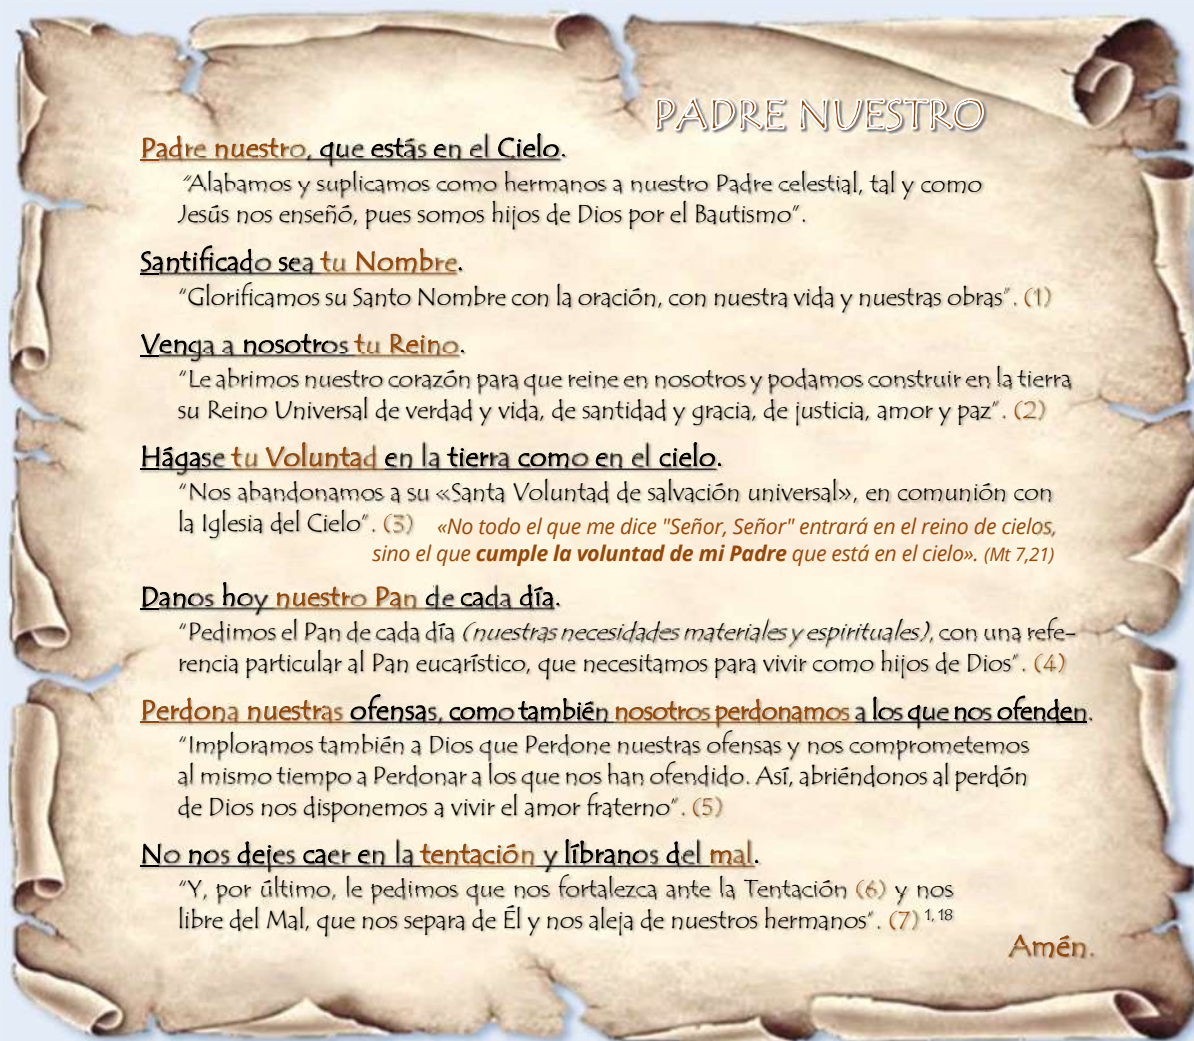 PADRE NUESTRO
Padre nuestro, que estás en el Cielo.
“Alabamos y suplicamos como hermanos a nuestro Padre celestial, tal y como
Jesús nos enseñó, pues somos hijos de Dios por el Bautismo”.
Santificado sea tu Nombre.
“Glorificamos su Santo Nombre con la oración, con nuestra vida y nuestras obras”. (1)
Venga a nosotros tu Reino.
“Le abrimos nuestro corazón para que reine en nosotros y podamos construir en la tierra
su Reino Universal de verdad y vida, de santidad y gracia, de justicia, amor y paz”. (2)
Hágase tu Voluntad en la tierra como en el cielo.
“Nos abandonamos a su «Santa Voluntad de salvación universal», en comunión con
la Iglesia del Cielo”. (3) «No todo el que me dice "Señor, Señor" entrará en el reino de cielos,
sino el que cumple la voluntad de mi Padre que está en el cielo». (Mt 7,21)
Danos hoy nuestro Pan de cada día.
“Pedimos el Pan de cada día (nuestras necesidades materiales y espirituales), con una refe-
rencia particular al Pan eucarístico, que necesitamos para vivir como hijos de Dios”. (4)
Perdona nuestras ofensas, como también nosotros perdonamos a los que nos ofenden.
“Imploramos también a Dios que Perdone nuestras ofensas y nos comprometemos
al mismo tiempo a Perdonar a los que nos han ofendido. Así, abriéndonos al perdón
de Dios nos disponemos a vivir el amor fraterno”. (5)
No nos dejes caer en la tentación y líbranos del mal.
“Y, por último, le pedimos que nos fortalezca ante la Tentación (6) y nos
libre del Mal, que nos separa de Él y nos aleja de nuestros hermanos”. (7) 1, 18
Amén.